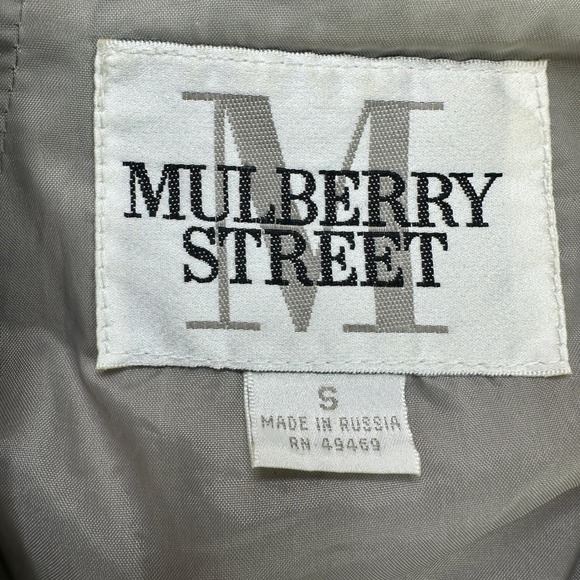 M
MULBERRY
STREET
S
MADE IN RUSSIA
RN 49469